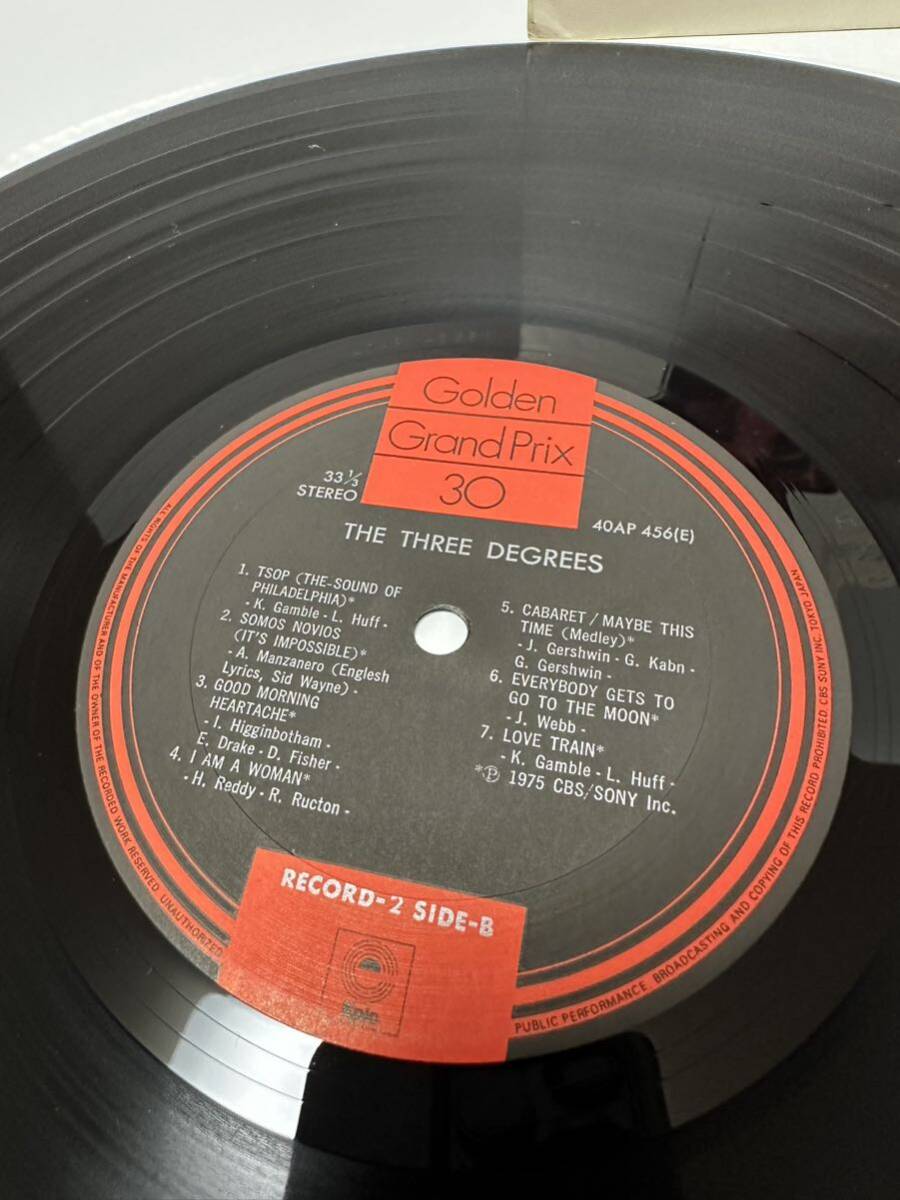 Golden
Grand Prix
30
33 1/3
STEREO
40AP 456(E)
THE THREE DEGREES
1. TSOP (THE-SOUND OF
PHILADELPHIA)*
- K. Gamble - L. Huff -
2. SOMOS NOVIOS
(IT'S IMPOSSIBLE)*
- A. Manzanero (Englesh
Lyrics, Sid Wayne) -
3. GOOD MORNING
HEARTACHE*
- I. Higginbotham -
E. Drake - D. Fisher -
4. I AM A WOMAN*
- H. Reddy - R. Ructon -
5. CABARET / MAYBE THIS
TIME (Medley)*
- J. Gershwin - G. Kabn -
G. Gershwin -
6. EVERYBODY GETS TO
GO TO THE MOON*
- J. Webb -
7. LOVE TRAIN*
- K. Gamble - L. Huff -
*Ⓟ 1975 CBS/SONY Inc.
RECORD-2 SIDE-B
e
Epic
ALL RIGHTS OF THE MANUFACTURER AND OF THE OWNER OF THE RECORDED WORK RESERVED. UNAUTHORIZED PUBLIC PERFORMANCE BROADCASTING AND COPYING OF THIS RECORD PROHIBITED. CBS SONY INC. TOKYO JAPAN